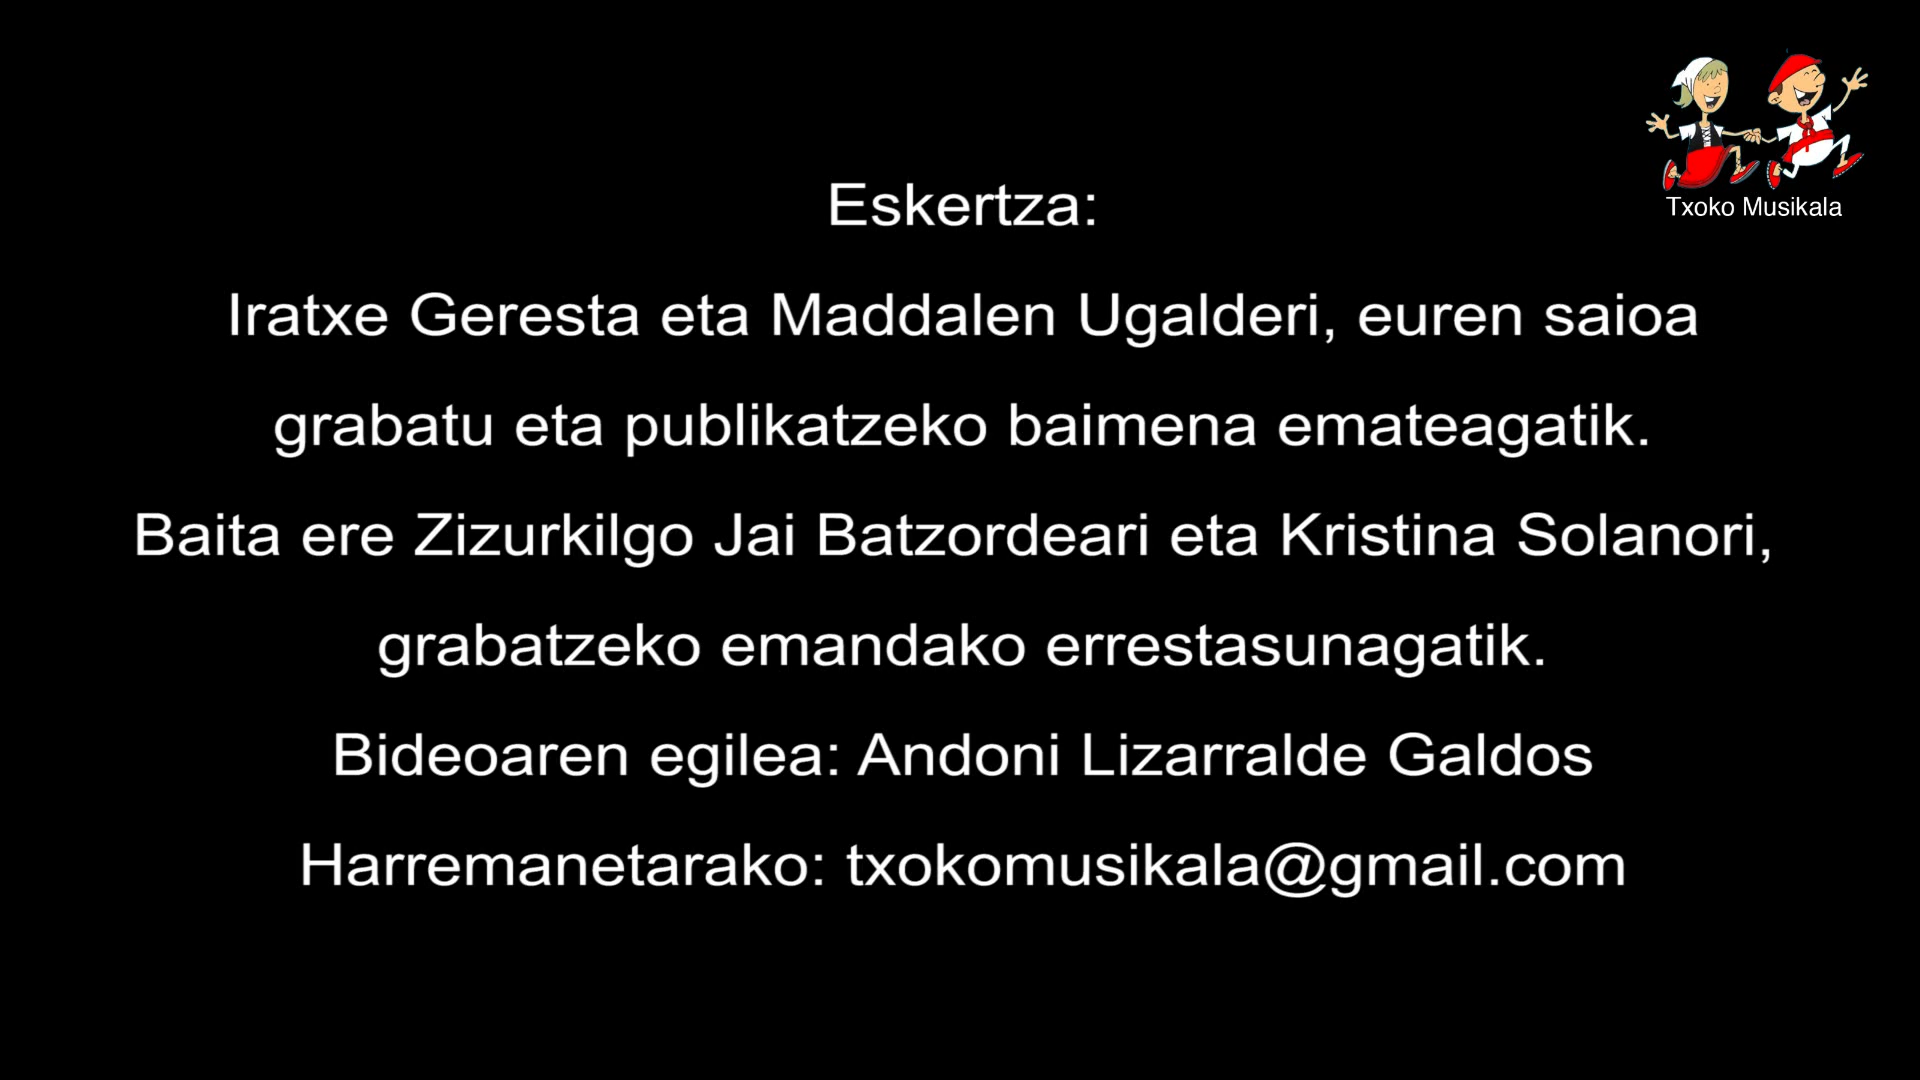 Txoko Musikala
Eskertza:
Iratxe Geresta eta Maddalen Ugalderi, euren saioa
grabatu eta publikatzeko baimena emateagatik.
Baita ere Zizurkilgo Jai Batzordeari eta Kristina Solanori,
grabatzeko emandako errestasunagatik.
Bideoaren egilea: Andoni Lizarralde Galdos
Harremanetarako: txokomusikala@gmail.com